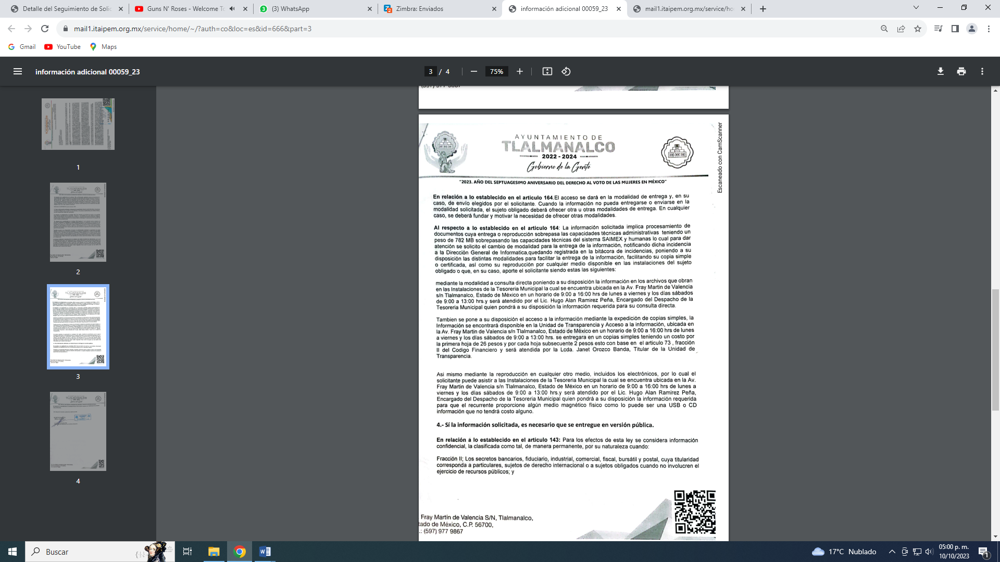 Detalle del Seguimiento de Solic
Guns N' Roses - Welcome To
(3) WhatsApp
Zimbra: Enviados
información adicional 00059_23
mail1.itaipem.org.mx/service/ho
mail1.itaipem.org.mx/service/home/~/?auth=co&loc=es&id=666&part=3
Gmail
YouTube
Maps
información adicional 00059_23
3 / 4
75%
1
2
3
4
AYUNTAMIENTO DE
TLALMANALCO
2022 - 2024
Gobierno de la Gente
Escaneado con CamScanner
"2023. AÑO DEL SEPTUAGESIMO ANIVERSARIO DEL DERECHO AL VOTO DE LAS MUJERES EN MÉXICO"
En relación a lo establecido en el articulo 164.El acceso se dará en la modalidad de entrega y, en su
caso, de envío elegidos por el solicitante. Cuando la información no pueda entregarse o enviarse en la
modalidad solicitada, el sujeto obligado deberá ofrecer otra u otras modalidades de entrega. En cualquier
caso, se deberá fundar y motivar la necesidad de ofrecer otras modalidades.
Al respecto a lo establecido en el articulo 164: La información solicitada implica procesamiento de
documentos cuya entrega o reproducción sobrepasa las capacidades técnicas administrativas teniendo un
peso de 782 MB sobrepasando las capacidades técnicas del sistema SAIMEX y humanas lo cual para dar
atención se solicito el cambio de modalidad para la entrega de la información, notificando dicha incidencia
a la Dirección General de Informatica,quedando registrada en la bitácora de incidencias, poniendo a su
disposición las distintas modalidades para facilitar la entrega de la información, facilitando su copia simple
o certificada, así como su reproducción por cualquier medio disponible en las instalaciones del sujeto
obligado o que, en su caso, aporte el solicitante siendo estas las siguientes:
mediante la modalidad a consulta directa poniendo a su disposición la información en los archivos que obran
en las Instalaciones de la Tesoreria Municipal la cual se encuentra ubicada en la Av. Fray Martin de Valencia
s/n Tlalmanalco, Estado de México en un horario de 9:00 a 16:00 hrs de lunes a viernes y los días sábados
de 9:00 a 13:00 hrs.y será atendido por el Lic. Hugo Alan Ramirez Peña, Encargado del Despacho de la
Tesoreria Municipal quien pondrá a su disposición la información requerida para su consulta directa.
Tambien se pone a su disposición el acceso a la información mediante la expedición de copias simples, la
Información se encontrará disponible en la Unidad de Transparencia y Acceso a la información, ubicada en
la Av. Fray Martin de Valencia s/n Tlalmanalco, Estado de México en un horario de 9:00 a 16:00 hrs de lunes
a viernes y los días sábados de 9:00 a 13:00 hrs. se entregara en un copias simples teniendo un costo por
la primera hoja de 26 pesos y por cada hoja subsecuente 2 pesos esto con base en el articulo 73 , fracción
II del Codigo Financiero y será atendida por la Lcda. Janet Orozco Banda, Titular de la Unidad de
Transparencia.
Asi mismo mediante la reproducción en cualquier otro medio, incluidos los electrónicos, por lo cual el
solicitante puede asistir a las Instalaciones de la Tesoreria Municipal la cual se encuentra ubicada en la Av.
Fray Martin de Valencia s/n Tlalmanalco, Estado de México en un horario de 9:00 a 16:00 hrs de lunes a
viernes y los días sábados de 9:00 a 13:00 hrs.y será atendido por el Lic. Hugo Alan Ramirez Peña,
Encargado del Despacho de la Tesoreria Municipal quien pondrá a su disposición la información requerida
para que el recurrente proporcione algún medio magnético físico como lo puede ser una USB o CD
información que no tendrá costo alguno.
4.- Sí la información solicitada, es necesario que se entregue en versión pública.
En relación a lo establecido en el articulo 143: Para los efectos de esta ley se considera información
confidencial, la clasificada como tal, de manera permanente, por su naturaleza cuando:
Fracción II; Los secretos bancarios, fiduciario, industrial, comercial, fiscal, bursátil y postal, cuya titularidad
corresponda a particulares, sujetos de derecho internacional o a sujetos obligados cuando no involucren el
ejercicio de recursos públicos; y
Fray Martín de Valencia S/N, Tlalmanalco,
tado de México, C.P. 56700,
.: (597) 977 9867
Buscar
17°C Nublado
05:00 p. m.
10/10/2023
1